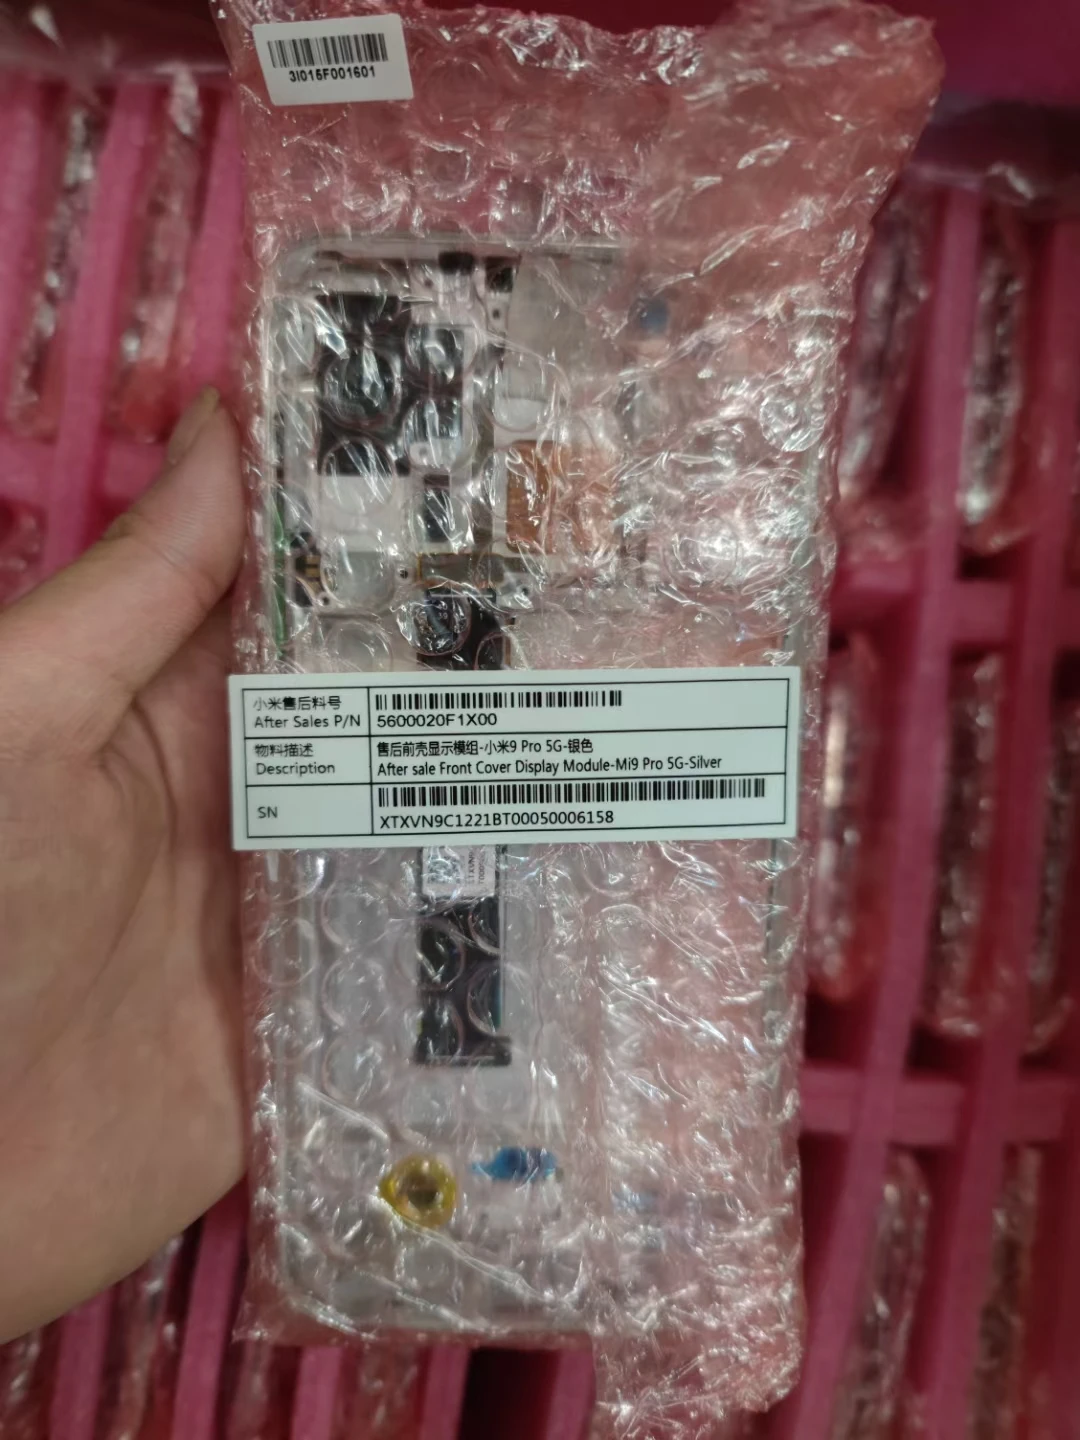 3I015F001601
小米售后料号
After Sales P/N
5600020F1X00
物料描述
Description
售后前壳显示模组-小米9 Pro 5G-银色
After sale Front Cover Display Module-Mi9 Pro 5G-Silver
SN
XTXVN9C1221BT00050006158